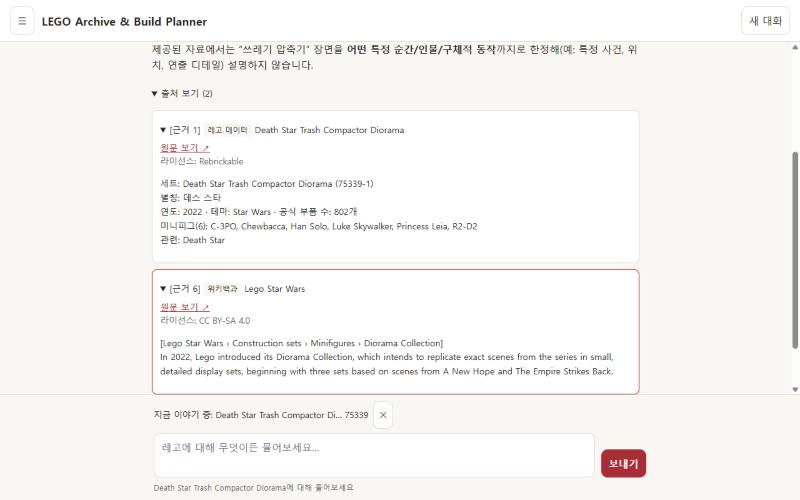 ☰ LEGO Archive & Build Planner 새 대화
제공된 자료에서는 “쓰레기 압축기” 장면을 어떤 특정 순간/인물/구체적 동작까지로 한정해(예: 특정 사건, 위
치, 연출 디테일) 설명하지 않습니다.
▼ 출처 보기 (2)
▼ [근거 1] 레고 데이터 Death Star Trash Compactor Diorama
원문 보기 ↗
라이선스: Rebrickable
세트: Death Star Trash Compactor Diorama (75339-1)
별칭: 데스 스타
연도: 2022 · 테마: Star Wars · 공식 부품 수: 802개
미니피그(6): C-3PO, Chewbacca, Han Solo, Luke Skywalker, Princess Leia, R2-D2
관련: Death Star
▼ [근거 6] 위키백과 Lego Star Wars
원문 보기 ↗
라이선스: CC BY-SA 4.0
[Lego Star Wars › Construction sets › Minifigures › Diorama Collection]
In 2022, Lego introduced its Diorama Collection, which intends to replicate exact scenes from the series in small,
detailed display sets, beginning with three sets based on scenes from A New Hope and The Empire Strikes Back.
지금 이야기 중: Death Star Trash Compactor Di... 75339 ×
레고에 대해 무엇이든 물어보세요...
보내기
Death Star Trash Compactor Diorama에 대해 물어보세요